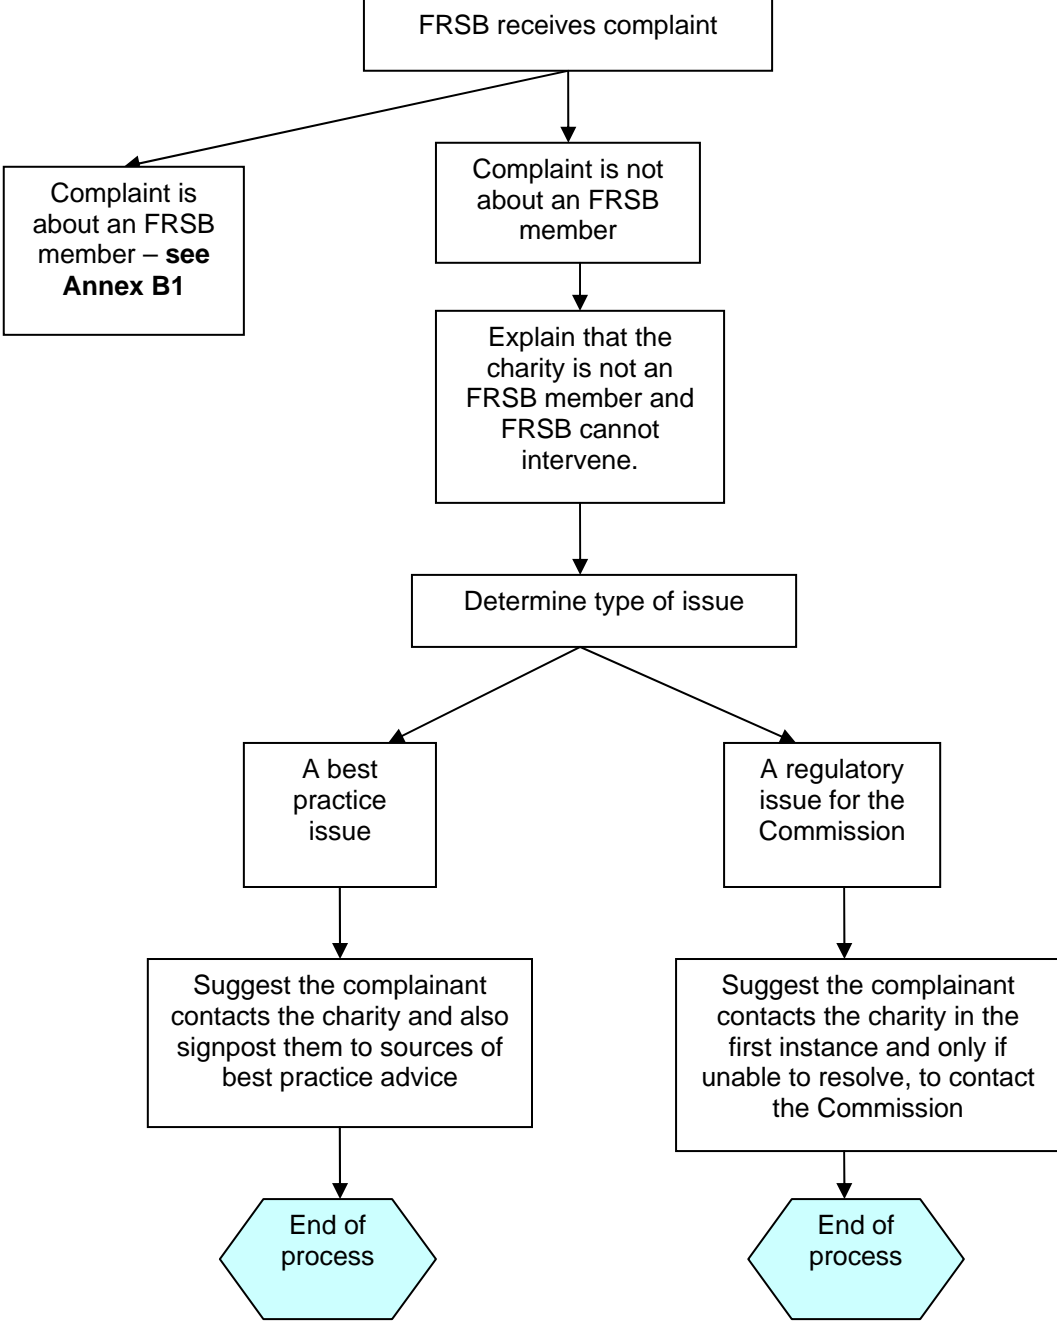 FRSB receives complaint
Complaint is
about an FRSB
member – see
Annex B1
Complaint is not
about an FRSB
member
Explain that the
charity is not an
FRSB member and
FRSB cannot
intervene.
Determine type of issue
A best
practice
issue
A regulatory
issue for the
Commission
Suggest the complainant
contacts the charity and also
signpost them to sources of
best practice advice
Suggest the complainant
contacts the charity in the
first instance and only if
unable to resolve, to contact
the Commission
End of
process
End of
process